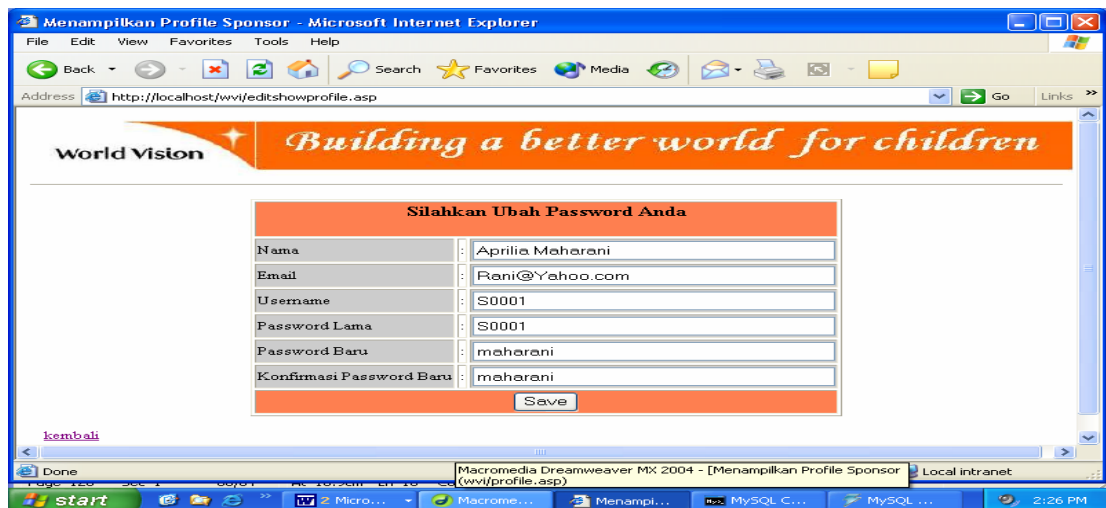 Menampilkan Profile Sponsor - Microsoft Internet Explorer
File Edit View Favorites Tools Help
Back Search Favorites Media
Address http://localhost/wvi/editshowprofile.asp Go Links »
World Vision Building a better world for children
Silahkan Ubah Password Anda
Nama : Aprilia Maharani
Email : Rani@Yahoo.com
Username : S0001
Password Lama : S0001
Password Baru : maharani
Konfirmasi Password Baru : maharani
Save
kembali
Done Local intranet
Macromedia Dreamweaver MX 2004 - [Menampilkan Profile Sponsor
(wvi/profile.asp)
start » 2 Micro... Macrome... Menampi... MySQL C... MySQL ... 2:26 PM